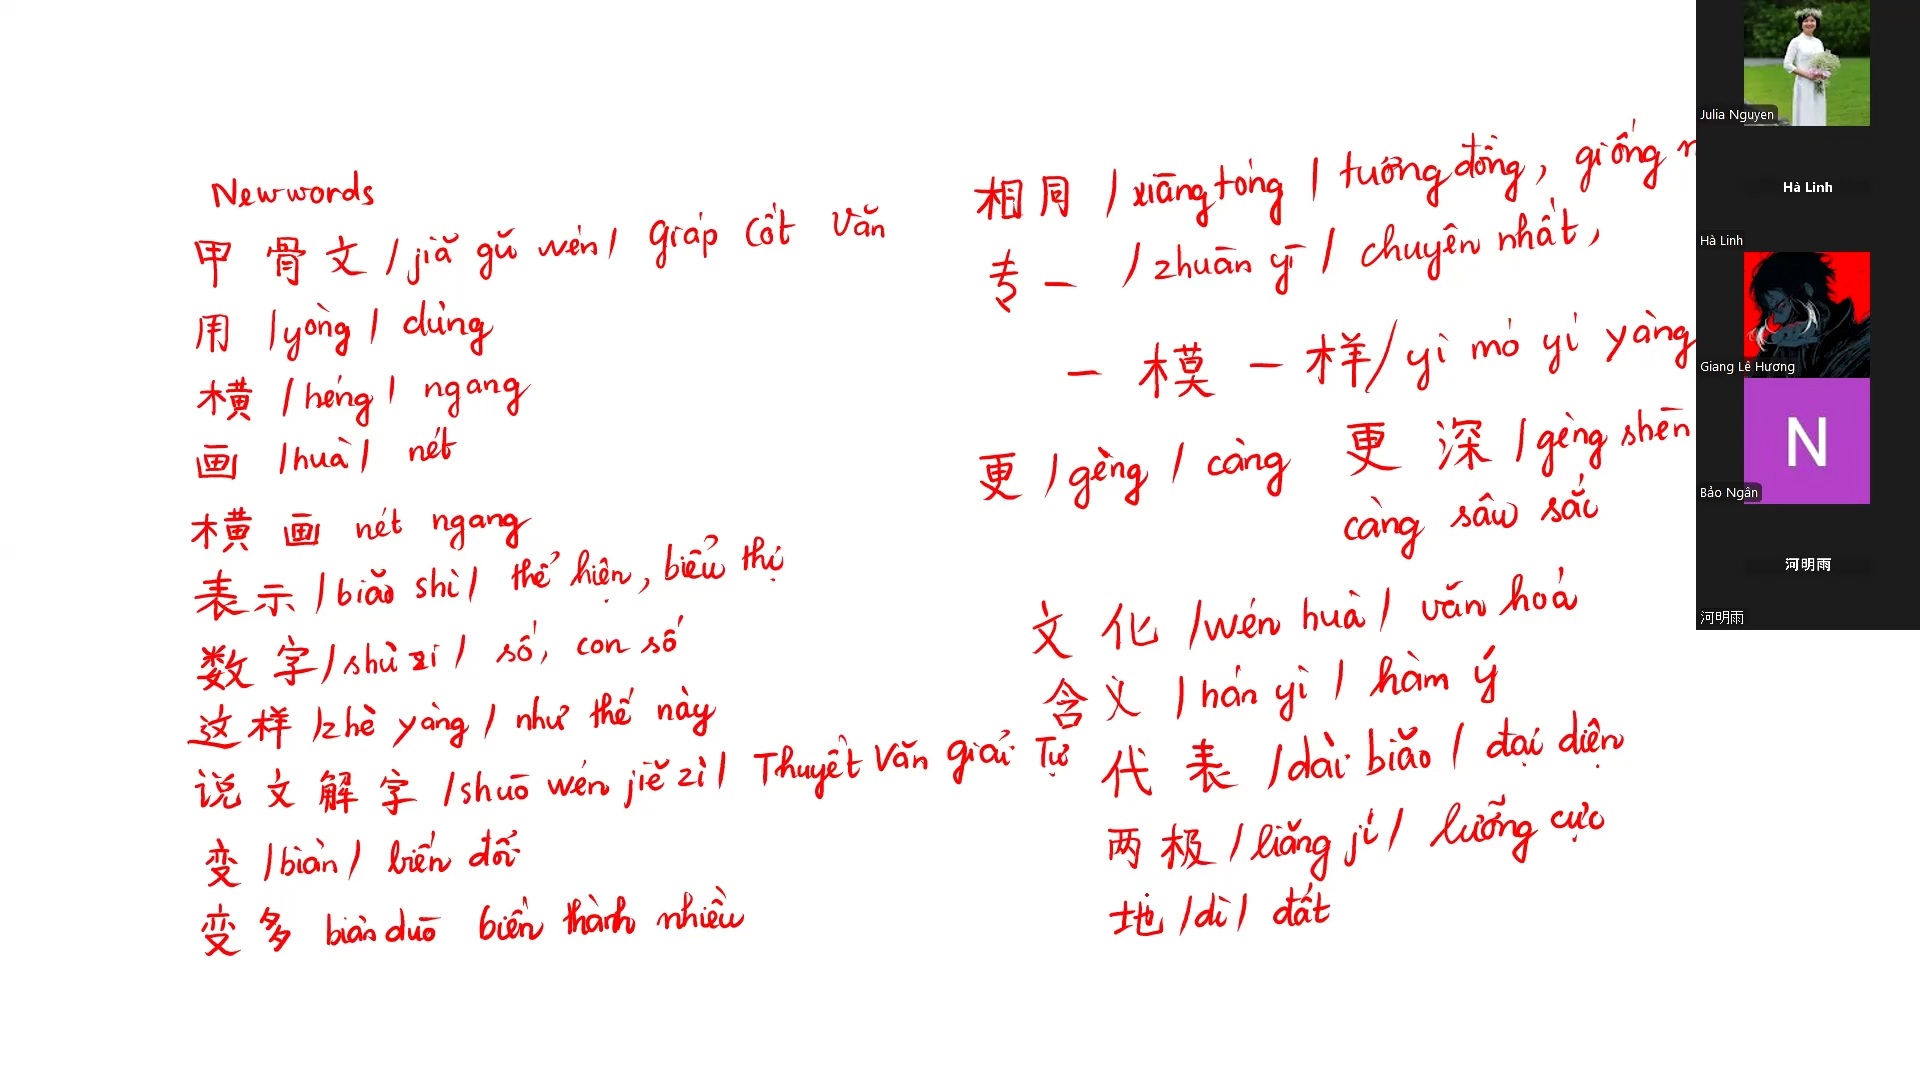 New words
甲骨文 /jiǎ gǔ wén/ Giáp Cốt Văn
用 /yòng/ dùng
横 /héng/ ngang
画 /huà/ nét
横画 nét ngang
表示 /biǎo shì/ thể hiện, biểu thị
数字 /shù zì/ số, con số
这样 /zhè yàng/ như thế này
说文解字 /shuō wén jiě zì/ Thuyết Văn giải Tự
变 /biàn/ biến đổi
变多 biàn duō biến thành nhiều
相同 /xiāng tóng/ tương đồng, giống
专一 /zhuān yī/ chuyên nhất,
一模一样/ yì mó yí yàng
更 /gèng/ càng 更深 /gèng shēn
càng sâu sắc
文化 /wén huà/ văn hoá
含义 /hán yì/ hàm ý
代表 /dài biǎo/ đại diện
两极 /liǎng jí/ lưỡng cực
地 /dì/ đất
Julia Nguyen
Hà Linh
Hà Linh
Giang Lê Hương
N
Bảo Ngân
河明雨
河明雨